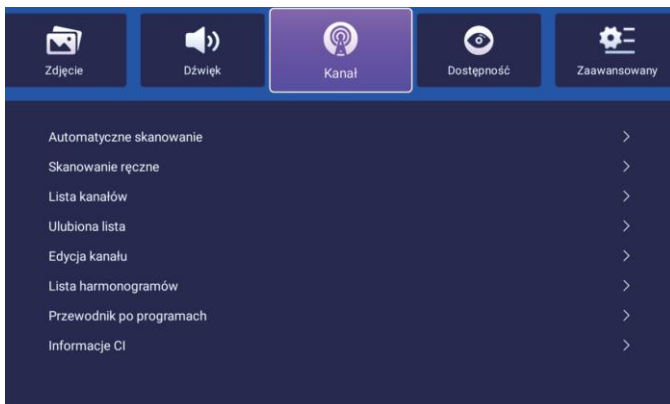 Zdjęcie
Dźwięk
Kanał
Dostępność
Zaawansowany
Automatyczne skanowanie
Skanowanie ręczne
Lista kanałów
Ulubiona lista
Edycja kanału
Lista harmonogramów
Przewodnik po programach
Informacje CI